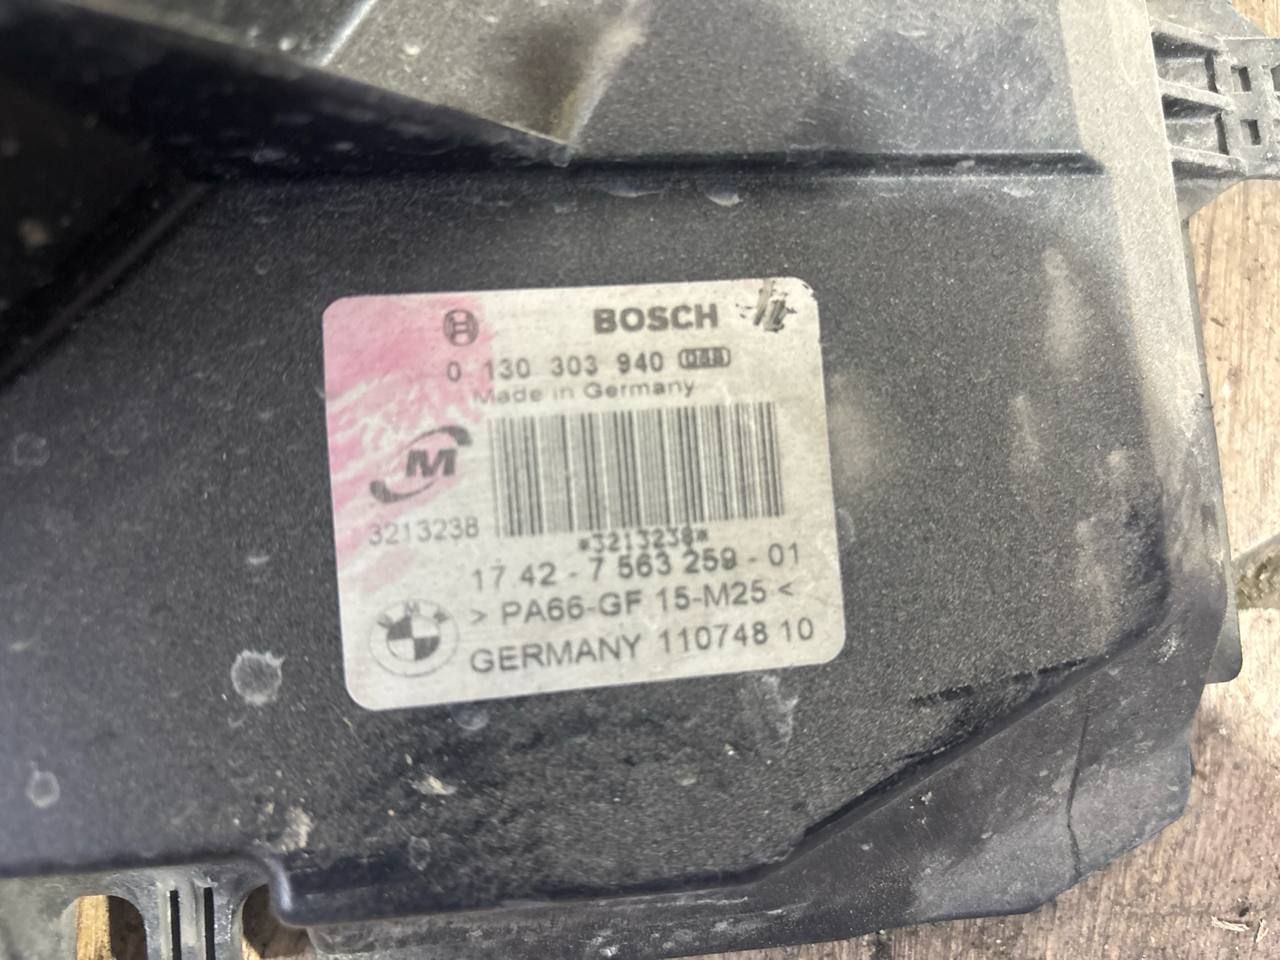 BOSCH
0 130 303 940
Made in Germany
M
3213238
*3213238*
17 42 - 7 563 259 - 01
> PA66-GF 15-M25 <
BMW
GERMANY 110748 10